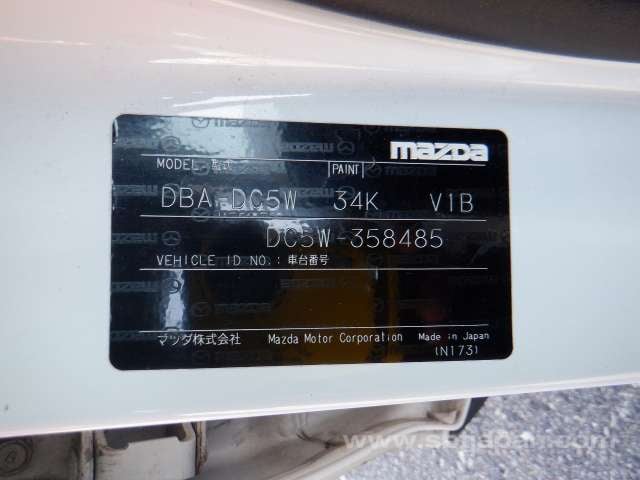 mazda
MODEL-型式 PAINT
DBA-DC5W 34K V1B
DC5W-358485
VEHICLE ID NO.:車台番号
マツダ株式会社 Mazda Motor Corporation Made in Japan
(N173)